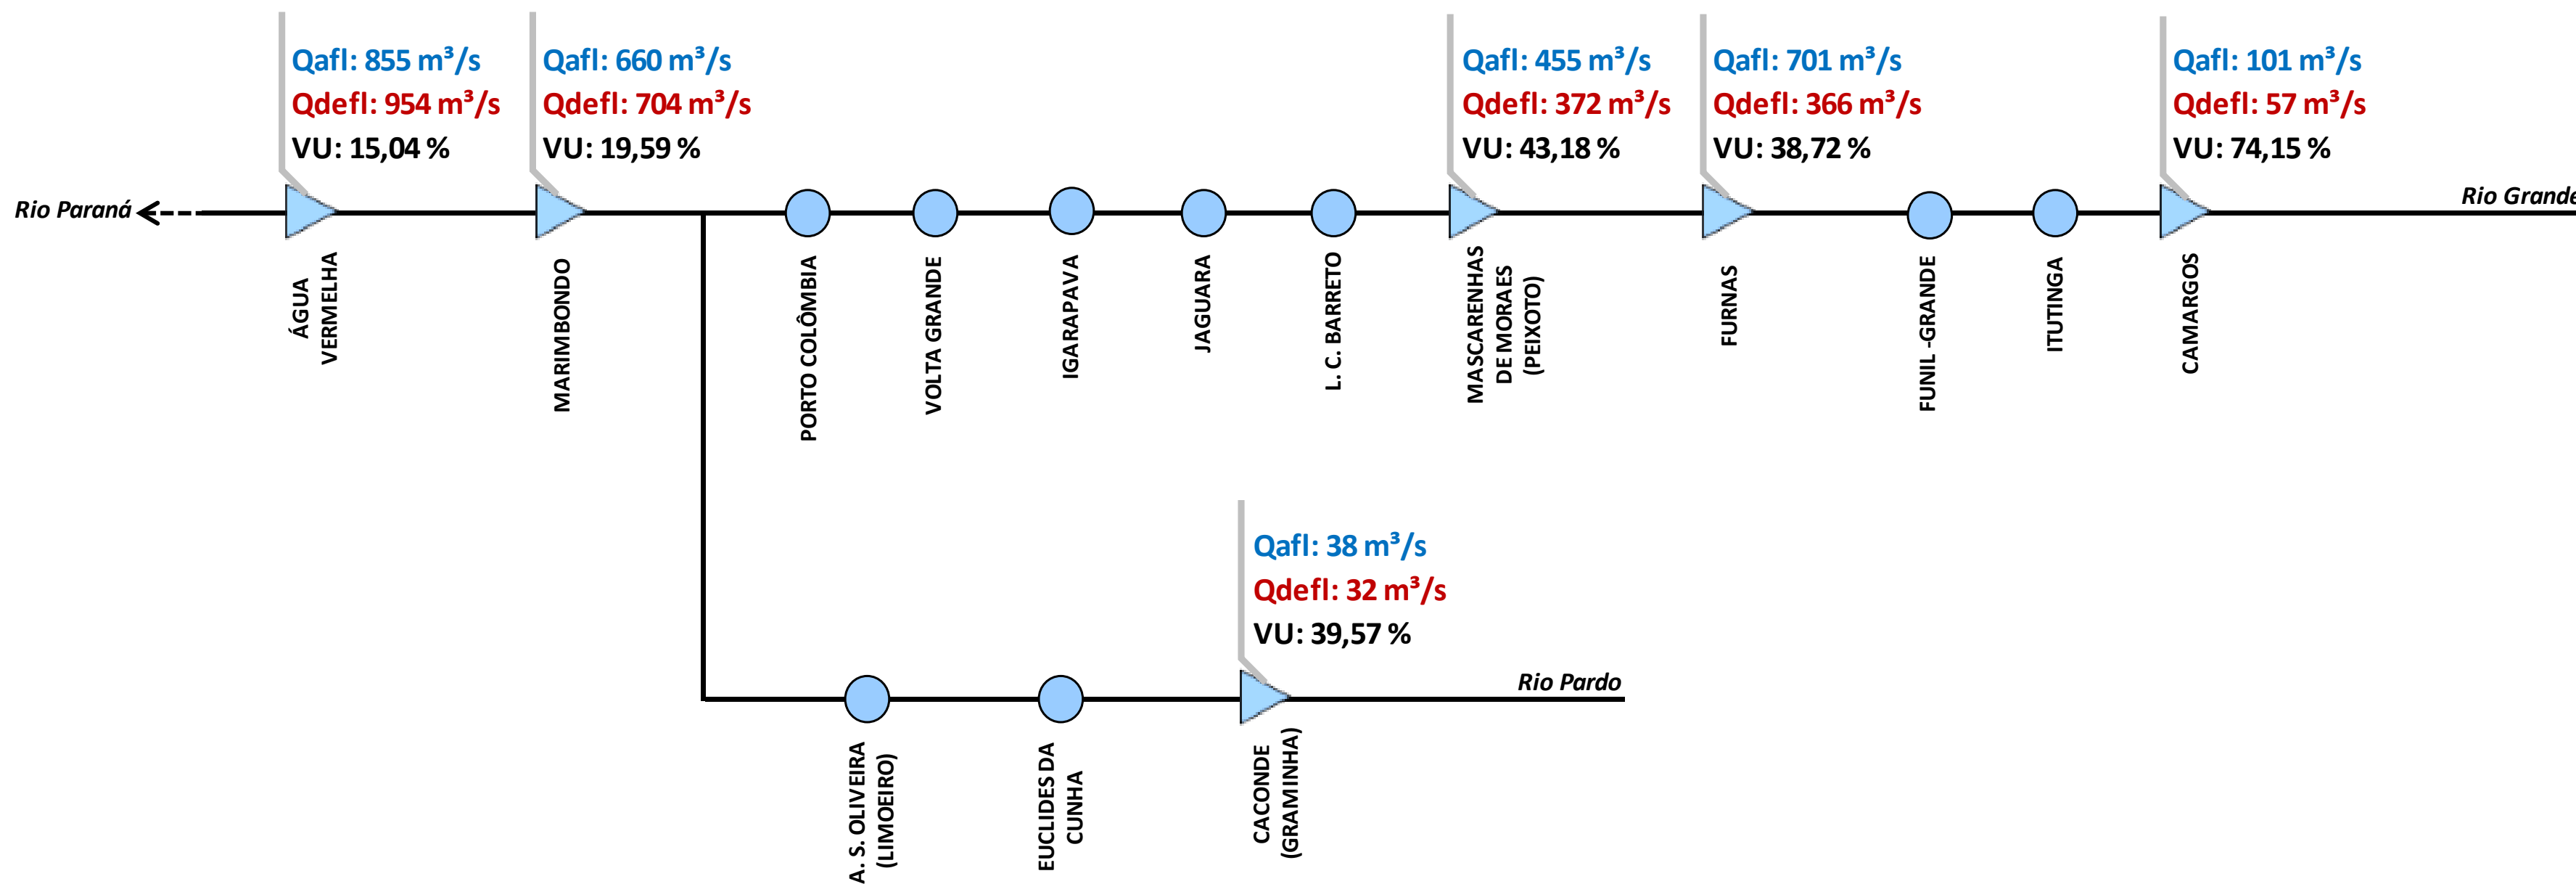 Qafl: 855 m³/s
Qdefl: 954 m³/s
VU: 15,04 %
Qafl: 660 m³/s
Qdefl: 704 m³/s
VU: 19,59 %
Qafl: 455 m³/s
Qdefl: 372 m³/s
VU: 43,18 %
Qafl: 701 m³/s
Qdefl: 366 m³/s
VU: 38,72 %
Qafl: 101 m³/s
Qdefl: 57 m³/s
VU: 74,15 %
Rio Paraná
Rio Grande
ÁGUA
VERMELHA
MARIMBONDO
PORTO COLÔMBIA
VOLTA GRANDE
IGARAPAVA
JAGUARA
L. C. BARRETO
MASCARENHAS
DE MORAES
(PEIXOTO)
FURNAS
FUNIL -GRANDE
ITUTINGA
CAMARGOS
Qafl: 38 m³/s
Qdefl: 32 m³/s
VU: 39,57 %
Rio Pardo
A. S. OLIVEIRA
(LIMOEIRO)
EUCLIDES DA
CUNHA
CACONDE
(GRAMINHA)